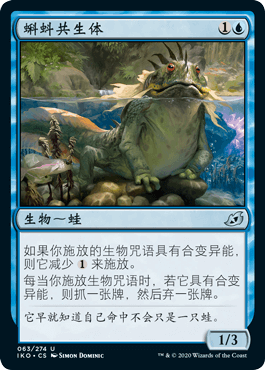 蝌蚪共生体 1
生物～蛙
如果你施放的生物咒语具有合变异能,
则它减少 1 来施放。
每当你施放生物咒语时，若它具有合变异
能，则抓一张牌，然后弃一张牌。
它早就知道自己命中不会只是一只蛙。
1/3
063/274 U
IKO • CS SIMON DOMINIC
™ & © 2020 Wizards of the Coast